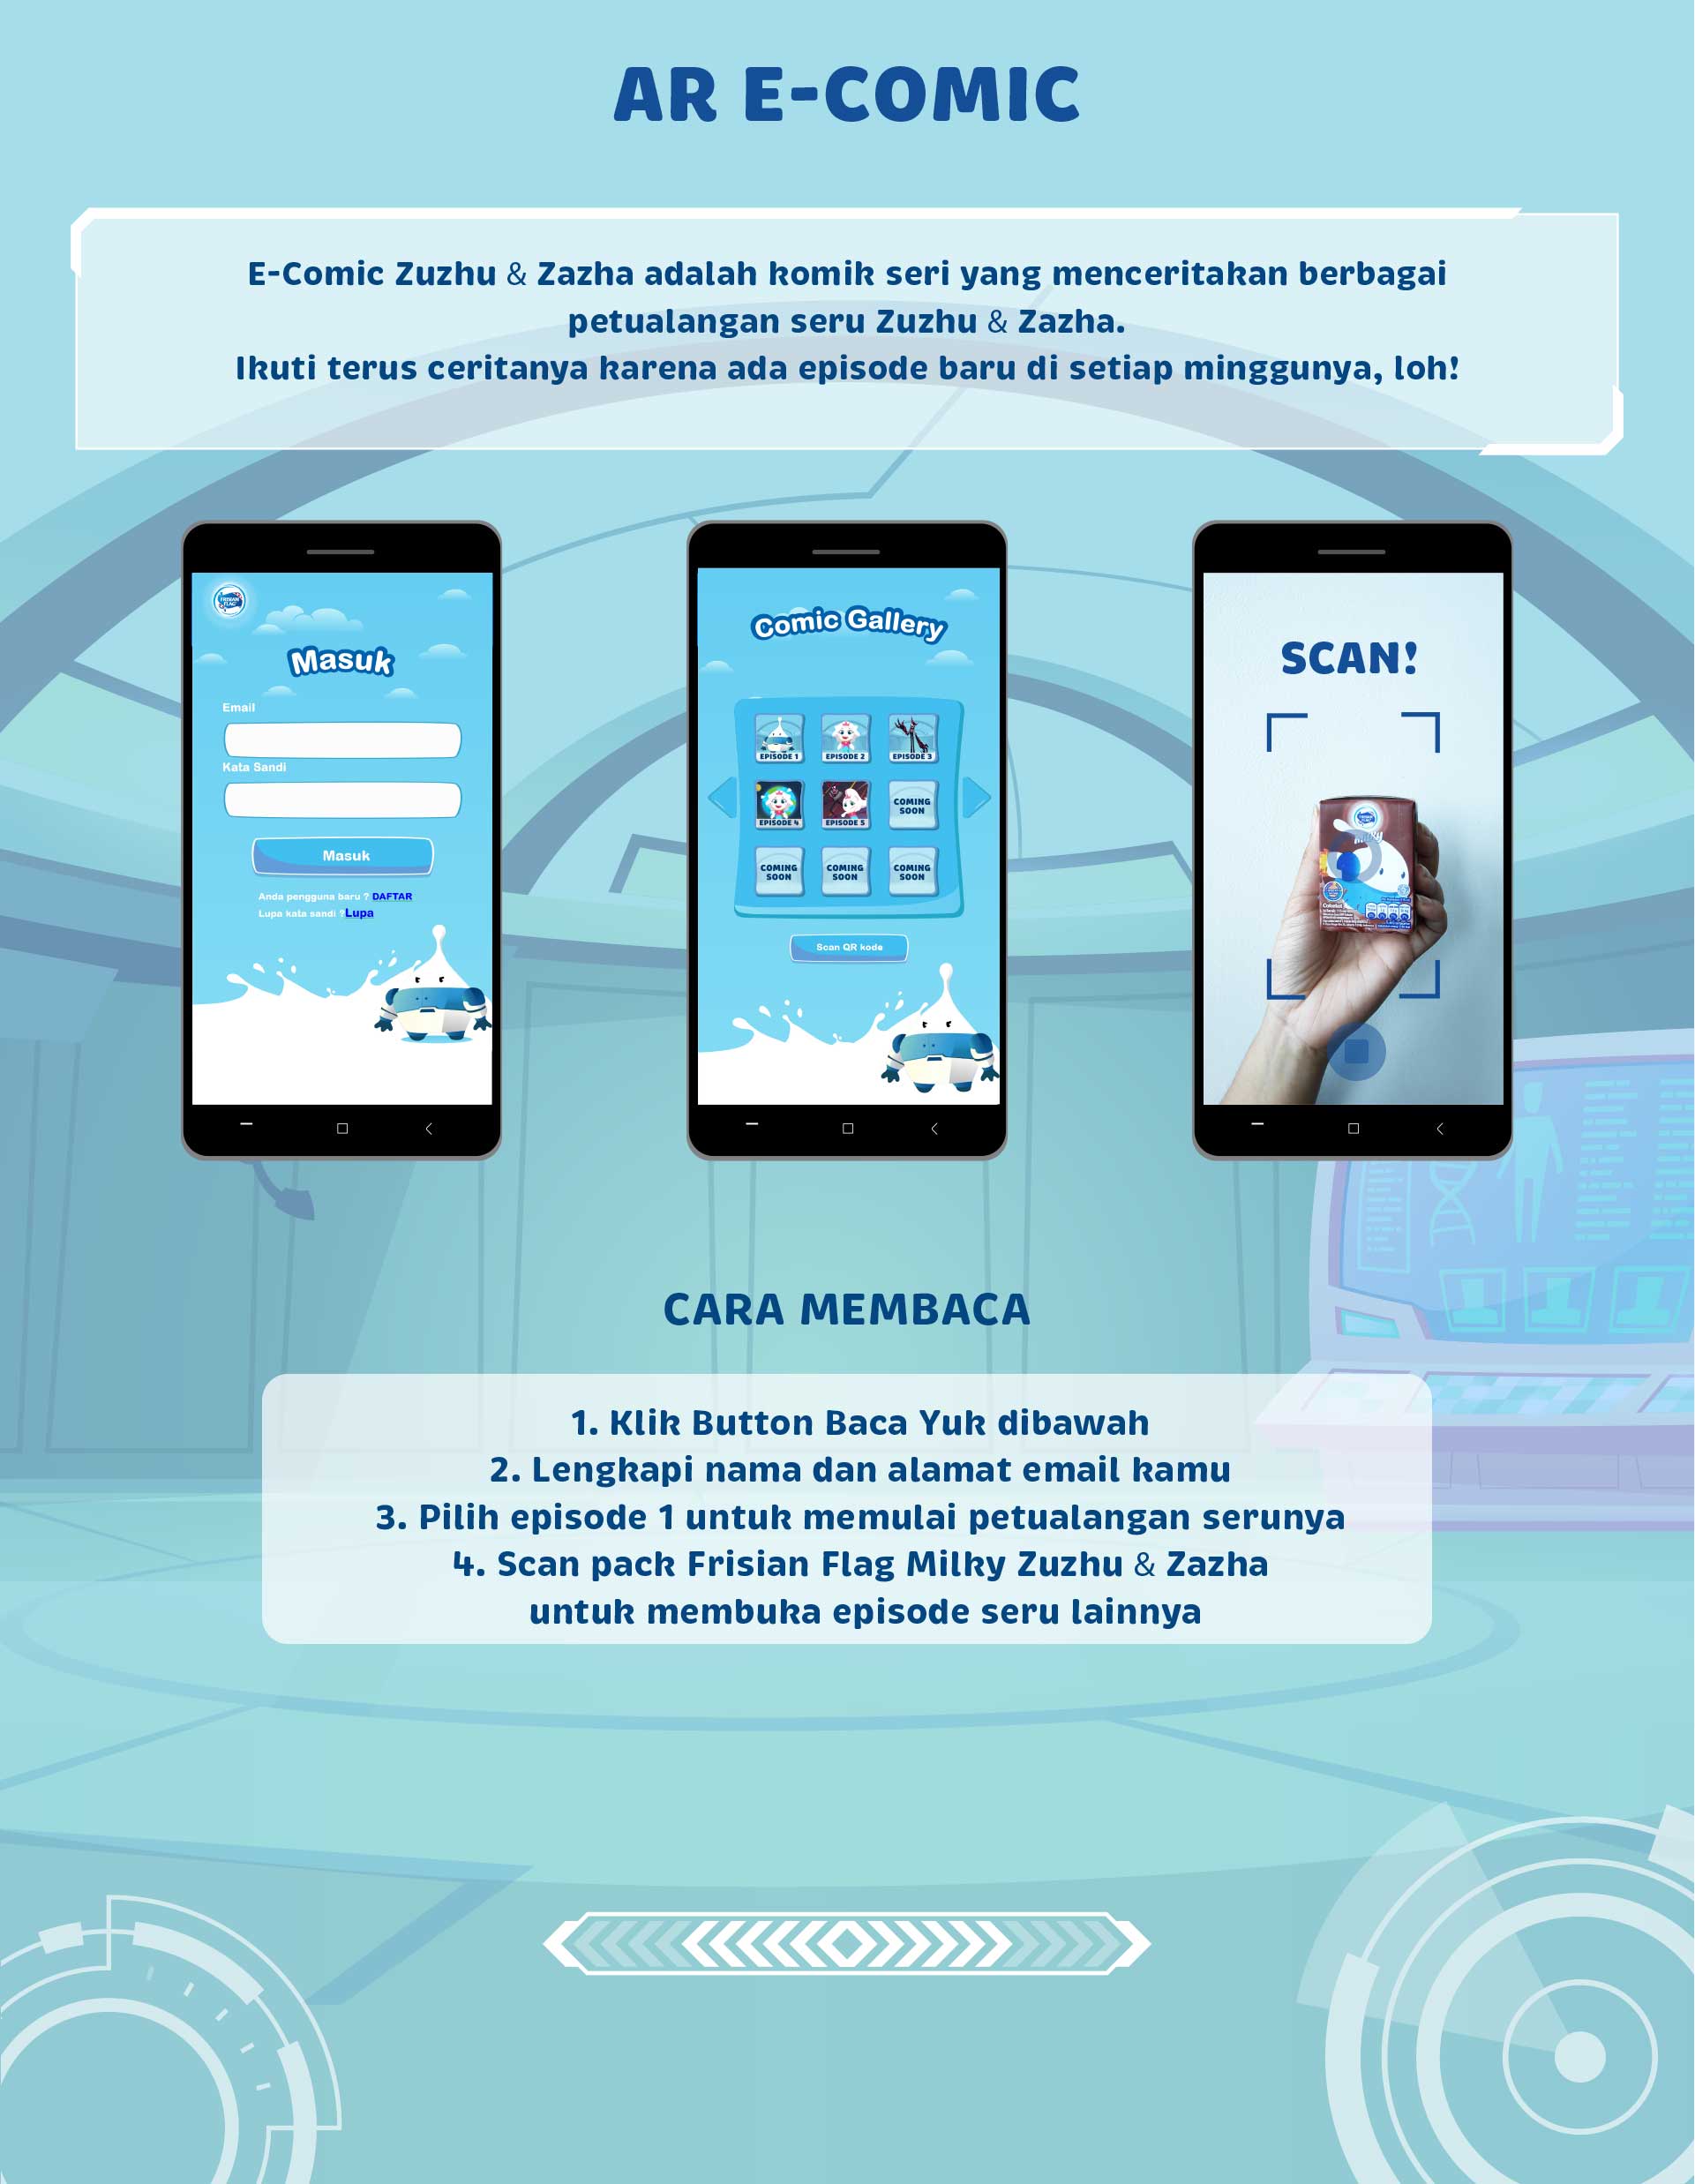 AR E-COMIC
E-Comic Zuzhu & Zazha adalah komik seri yang menceritakan berbagai
petualangan seru Zuzhu & Zazha.
Ikuti terus ceritanya karena ada episode baru di setiap minggunya, loh!
FRISIAN FLAG
Masuk
Email
Kata Sandi
Masuk
Anda pengguna baru ? DAFTAR
Lupa kata sandi ?Lupa
Comic Gallery
EPISODE 1
EPISODE 2
EPISODE 3
EPISODE 4
EPISODE 5
COMING SOON
COMING SOON
COMING SOON
COMING SOON
Scan QR kode
SCAN!
CARA MEMBACA
1. Klik Button Baca Yuk dibawah
2. Lengkapi nama dan alamat email kamu
3. Pilih episode 1 untuk memulai petualangan serunya
4. Scan pack Frisian Flag Milky Zuzhu & Zazha
untuk membuka episode seru lainnya